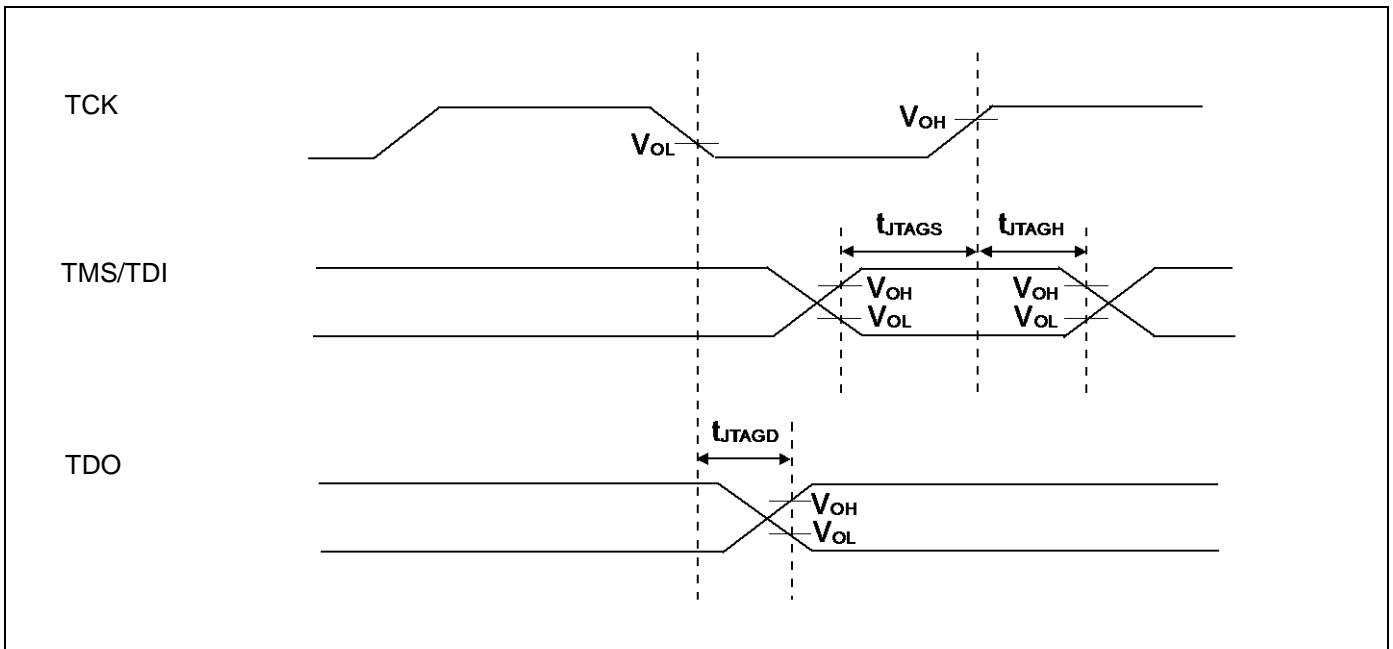 TCK
VOL
VOH
tJTAGS
tJTAGH
TMS/TDI
VOH
VOH
VOL
VOL
tJTAGD
TDO
VOH
VOL